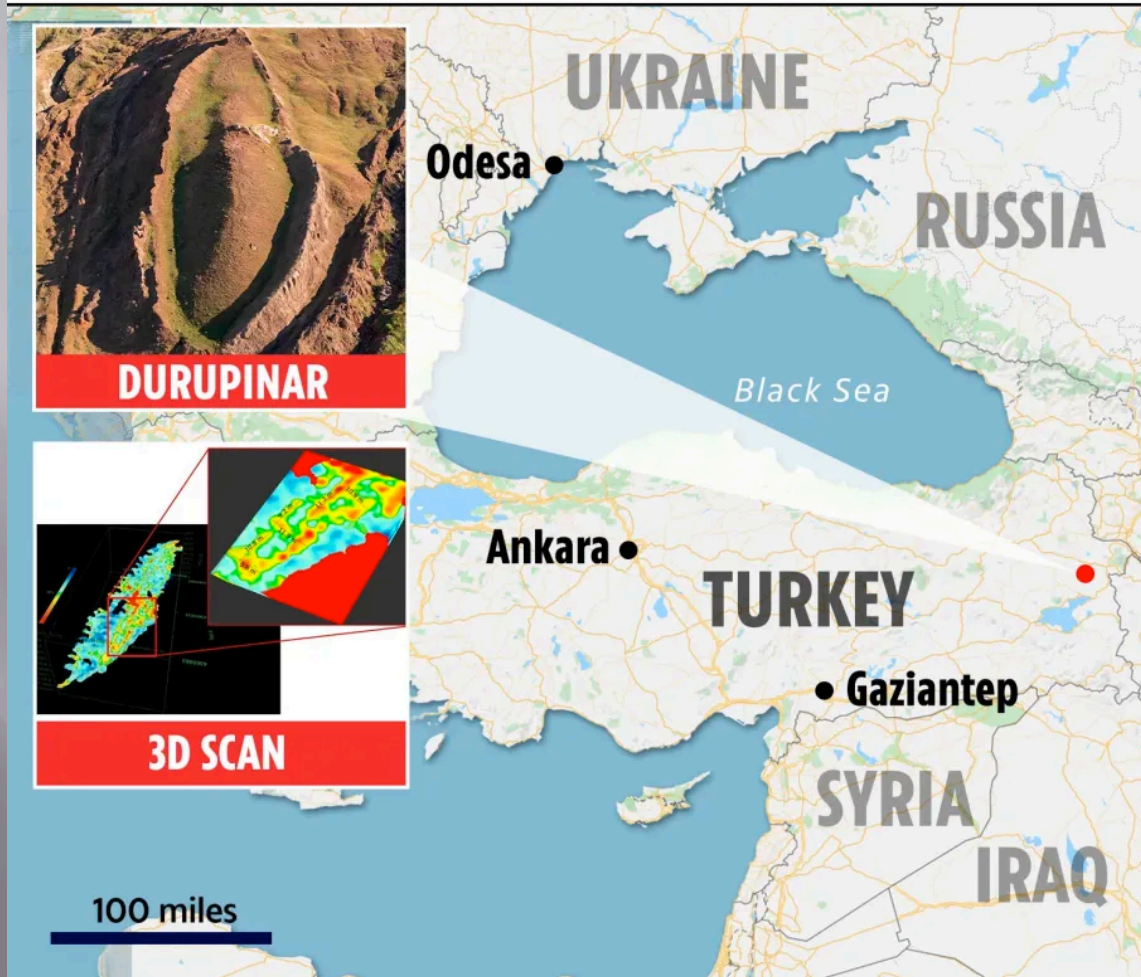 UKRAINE
Odesa
RUSSIA
DURUPINAR
Black Sea
Ankara
TURKEY
Gaziantep
3D SCAN
SYRIA
IRAQ
100 miles